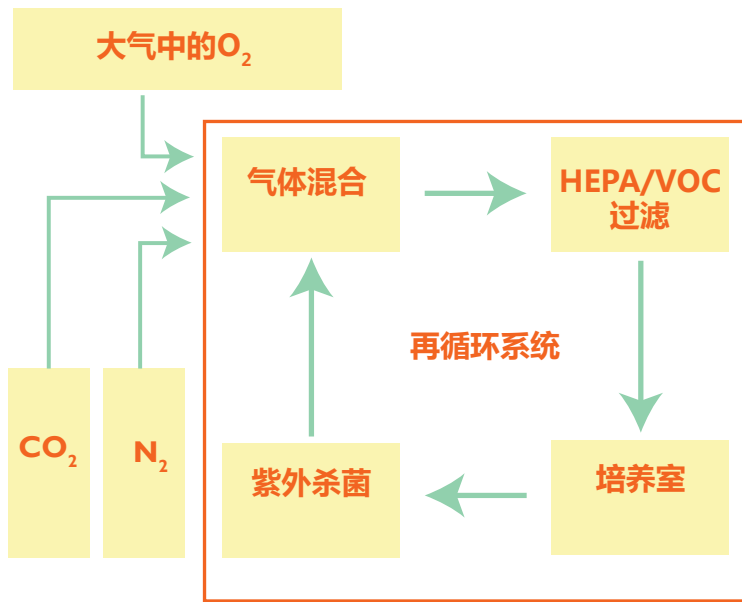 大气中的O₂
气体混合
HEPA/VOC
过滤
再循环系统
CO₂
N₂
紫外杀菌
培养室